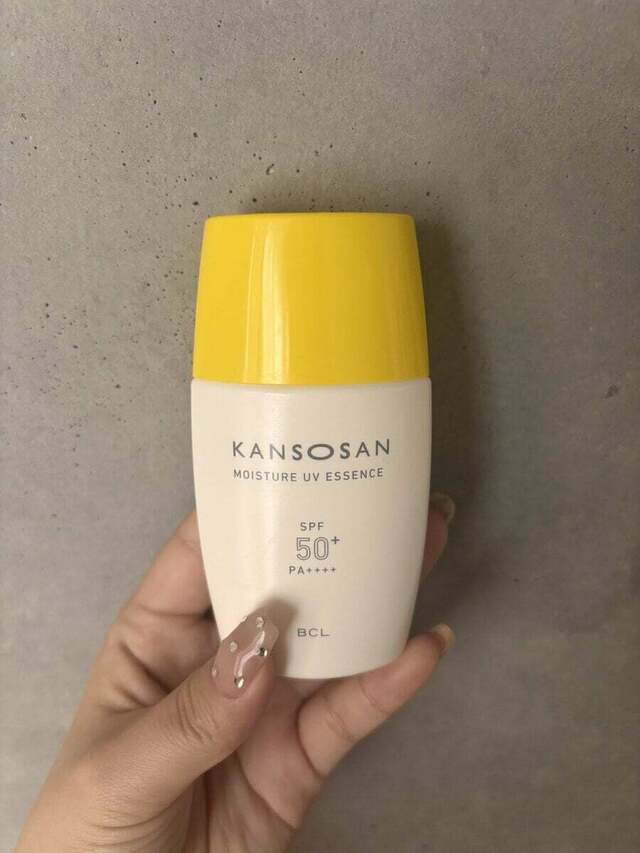 KANSOSAN
MOISTURE UV ESSENCE
SPF
50+
PA++++
BCL